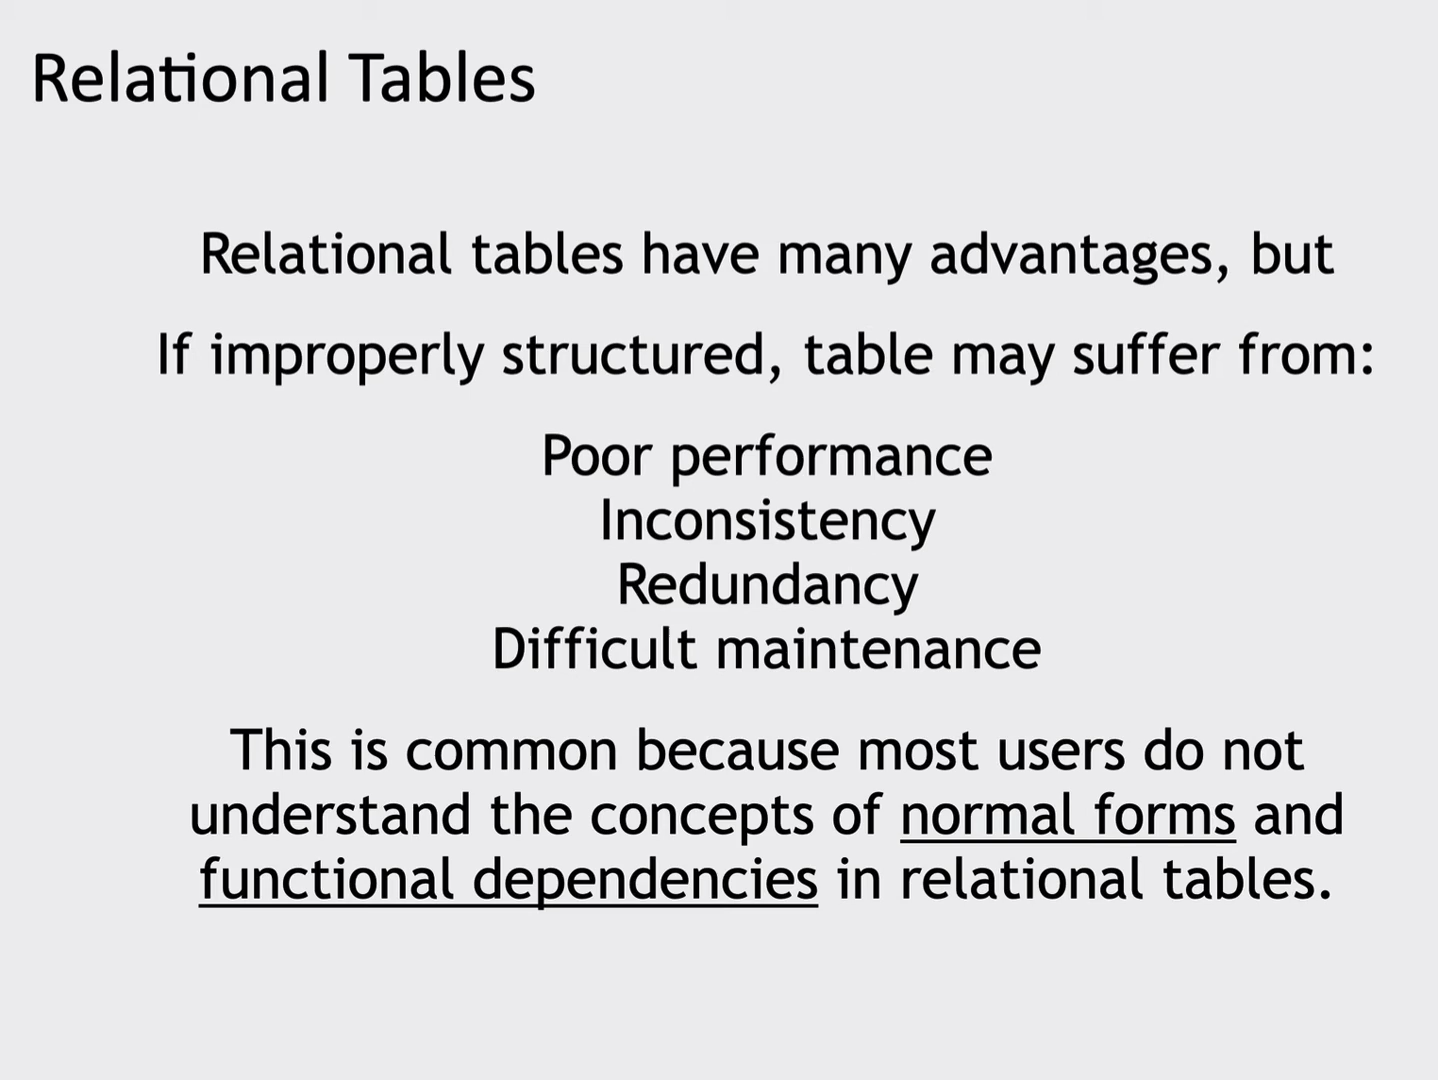 Relational Tables
Relational tables have many advantages, but
If improperly structured, table may suffer from:
Poor performance
Inconsistency
Redundancy
Difficult maintenance
This is common because most users do not
understand the concepts of normal forms and
functional dependencies in relational tables.